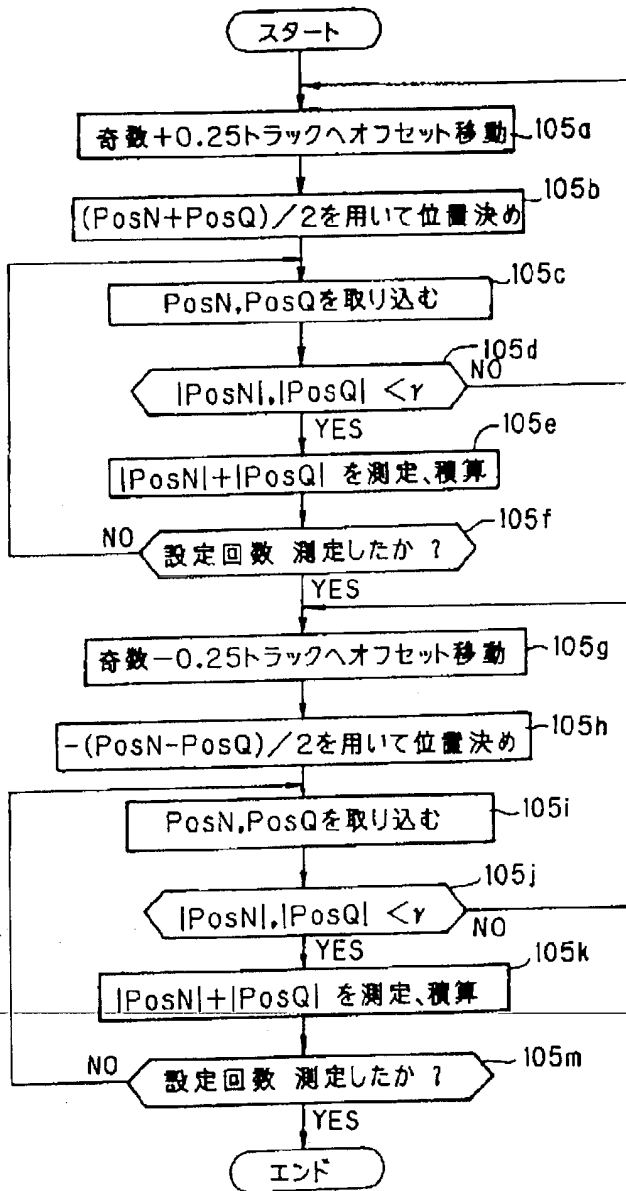 スタート
奇数+0.25トラックへオフセット移動
105a
105b
(PosN+PosQ)/2を用いて位置決め
105c
PosN,PosQを取り込む
105d
|PosN|,|PosQ| <γ
NO
YES
105e
|PosN|+|PosQ| を測定、積算
105f
NO
設定回数 測定したか ?
YES
奇数-0.25トラックへオフセット移動
105g
-(PosN-PosQ)/2を用いて位置決め
105h
PosN,PosQを取り込む
105i
105j
|PosN|,|PosQ| <γ
NO
YES
105k
|PosN|+|PosQ| を測定、積算
NO
設定回数 測定したか ?
105m
YES
エンド